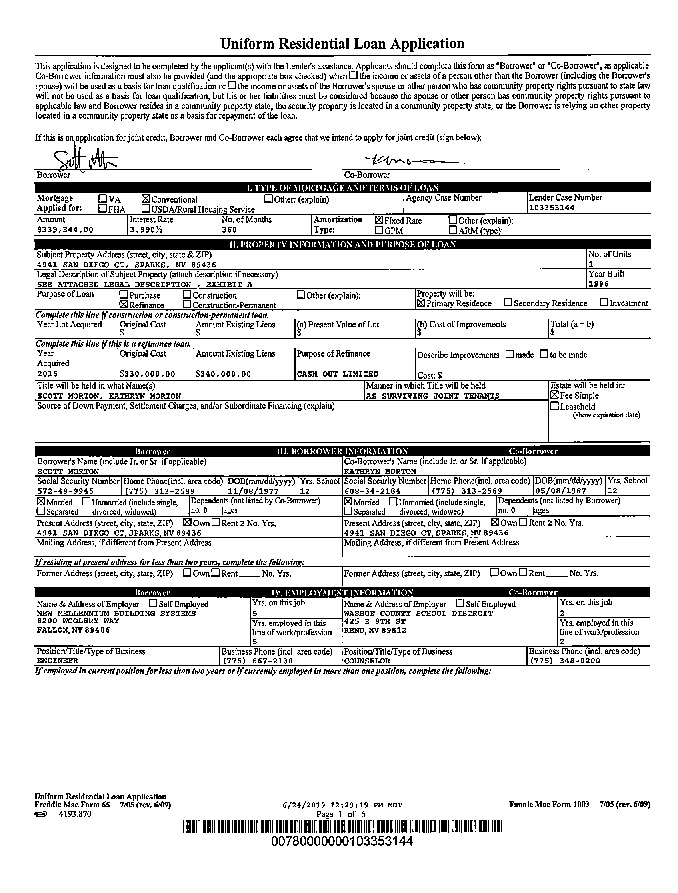 Uniform Residential Loan Application
This application is designed to be completed by the applicant(s) with the Lender's assistance. Applicants should complete this form as "Borrower" or "Co-Borrower", as applicable.
Co-Borrower information must also be provided (and the appropriate box checked) when ☐ the income or assets of a person other than the Borrower (including the Borrower's
spouse) will be used as a basis for loan qualification or ☐ the income or assets of the Borrower's spouse or other person who has community property rights pursuant to state law
will not be used as a basis for loan qualification, but his or her liabilities must be considered because the spouse or other person has community property rights pursuant to
applicable law and Borrower resides in a community property state, the security property is located in a community property state, or the Borrower is relying on other property
located in a community property state as a basis for repayment of the loan.
If this is an application for joint credit, Borrower and Co-Borrower each agree that we intend to apply for joint credit (sign below):
Borrower Co-Borrower
I. TYPE OF MORTGAGE AND TERMS OF LOAN
Mortgage Applied for: ☐ VA ☒ Conventional ☐ Other (explain) Agency Case Number Lender Case Number
☐ FHA ☐ USDA/Rural Housing Service 103353144
Amount Interest Rate No. of Months Amortization Type: ☒ Fixed Rate ☐ Other (explain):
3.990% 360 ☐ GPM ☐ ARM (type):
II. PROPERTY INFORMATION AND PURPOSE OF LOAN
Subject Property Address (street, city, state & ZIP) No. of Units
4941 SAN DIEGO CT, SPARKS, NV 89436 1
Legal Description of Subject Property (attach description if necessary) Year Built
SEE ATTACHED LEGAL DESCRIPTION , EXHIBIT A 1996
Purpose of Loan ☐ Purchase ☐ Construction ☐ Other (explain): Property will be:
☒ Refinance ☐ Construction-Permanent ☒ Primary Residence ☐ Secondary Residence ☐ Investment
Complete this line if construction or construction-permanent loan.
Year Lot Acquired Original Cost Amount Existing Liens (a) Present Value of Lot (b) Cost of Improvements Total (a + b)
$ $ $ $ $
Complete this line if this is a refinance loan.
Year Acquired Original Cost Amount Existing Liens Purpose of Refinance Describe Improvements ☐ made ☐ to be made
2015 $330,000.00 $340,000.00 CASH OUT LIMITED Cost: $
Title will be held in what Name(s) Manner in which Title will be held Estate will be held in:
SCOTT MORTON, KATHRYN MORTON AS SURVIVING JOINT TENANTS ☒ Fee Simple
Source of Down Payment, Settlement Charges, and/or Subordinate Financing (explain) ☐ Leasehold
(show expiration date)
Borrower III. BORROWER INFORMATION Co-Borrower
Borrower's Name (include Jr. or Sr. if applicable) Co-Borrower's Name (include Jr. or Sr. if applicable)
SCOTT MORTON KATHRYN MORTON
Social Security Number Home Phone (incl. area code) DOB (mm/dd/yyyy) Yrs. School Social Security Number Home Phone (incl. area code) DOB (mm/dd/yyyy) Yrs. School
11/08/1977 12 12
☒ Married ☐ Unmarried (include single, divorced, widowed) Dependents (not listed by Co-Borrower) ☒ Married ☐ Unmarried (include single, divorced, widowed) Dependents (not listed by Borrower)
☐ Separated no. 0 ages ☐ Separated no. 0 ages
Present Address (street, city, state, ZIP) ☒ Own ☐ Rent 2 No. Yrs. Present Address (street, city, state, ZIP) ☒ Own ☐ Rent 2 No. Yrs.
4941 SAN DIEGO CT, SPARKS, NV 89436 4941 SAN DIEGO CT, SPARKS, NV 89436
Mailing Address, if different from Present Address Mailing Address, if different from Present Address
If residing at present address for less than two years, complete the following:
Former Address (street, city, state, ZIP) ☐ Own ☐ Rent ____ No. Yrs. Former Address (street, city, state, ZIP) ☐ Own ☐ Rent ____ No. Yrs.
Borrower IV. EMPLOYMENT INFORMATION Co-Borrower
Name & Address of Employer ☐ Self Employed Yrs. on this job Name & Address of Employer ☐ Self Employed Yrs. on this job
NEW MILLENNIUM BUILDING SYSTEMS 5 WASHOE COUNTY SCHOOL DISTRICT 2
8200 WOOLERY WAY Yrs. employed in this line of work/profession 425 E 9TH ST Yrs. employed in this line of work/profession
FALLON, NV 89406 5 RENO, NV 89512 2
Position/Title/Type of Business Business Phone (incl. area code) Position/Title/Type of Business Business Phone (incl. area code)
ENGINEER (775) 867-2130 COUNSELOR (775) 348-0200
If employed in current position for less than two years or if currently employed in more than one position, complete the following:
Uniform Residential Loan Application
Freddie Mac Form 65 7/05 (rev. 6/09) Page 1 of 6 Fannie Mae Form 1003 7/05 (rev. 6/09)
4193.870
00780000000103353144